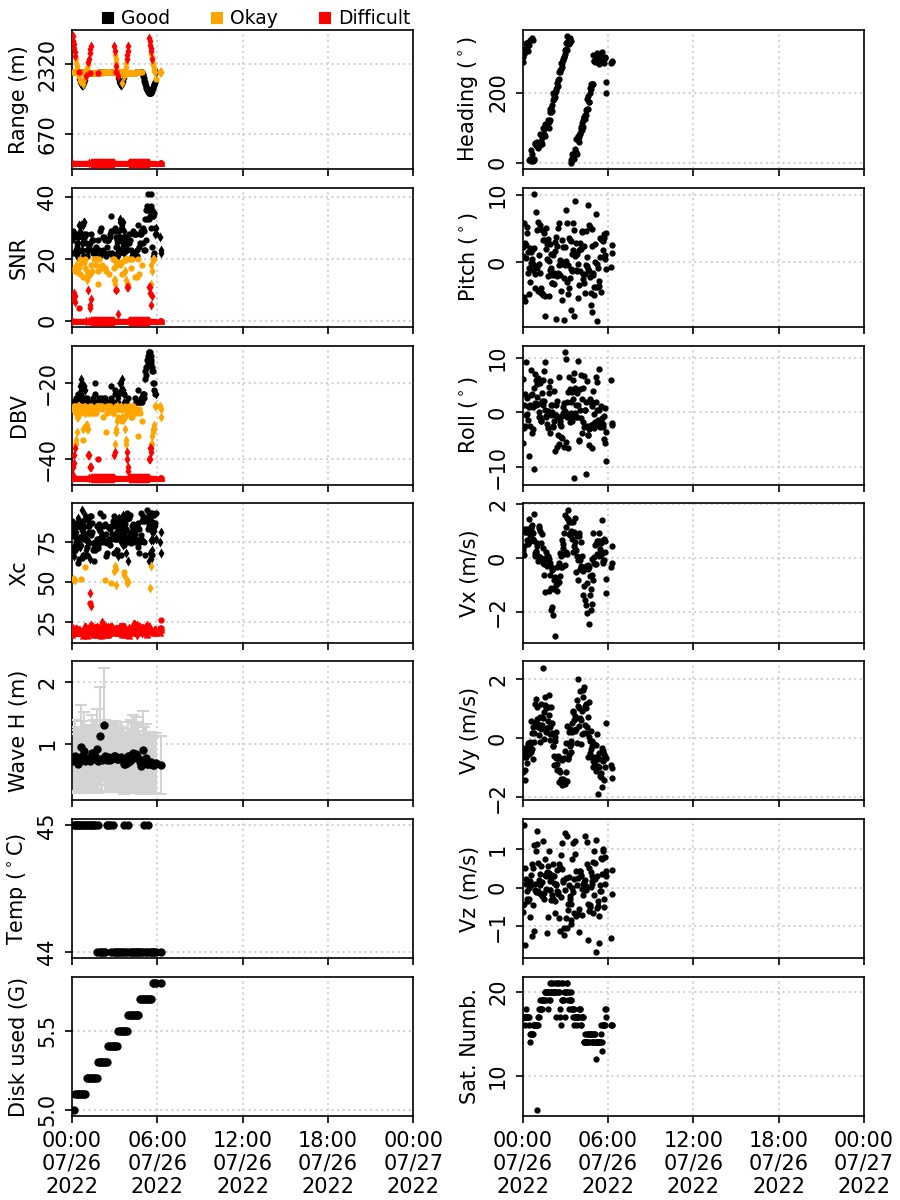 Good Okay Difficult
Range (m)
2320
670
Heading (°)
200
0
SNR
40
20
0
Pitch (°)
10
0
DBV
−20
−40
Roll (°)
10
0
−10
Xc
75
50
25
Vx (m/s)
2
0
−2
Wave H (m)
2
1
Vy (m/s)
2
0
−2
Temp (°C)
45
44
Vz (m/s)
1
0
−1
Disk used (G)
5.5
5.0
Sat. Numb.
20
10
00:00 06:00 12:00 18:00 00:00
07/26 07/26 07/26 07/26 07/27
2022 2022 2022 2022 2022
00:00 06:00 12:00 18:00 00:00
07/26 07/26 07/26 07/26 07/27
2022 2022 2022 2022 2022